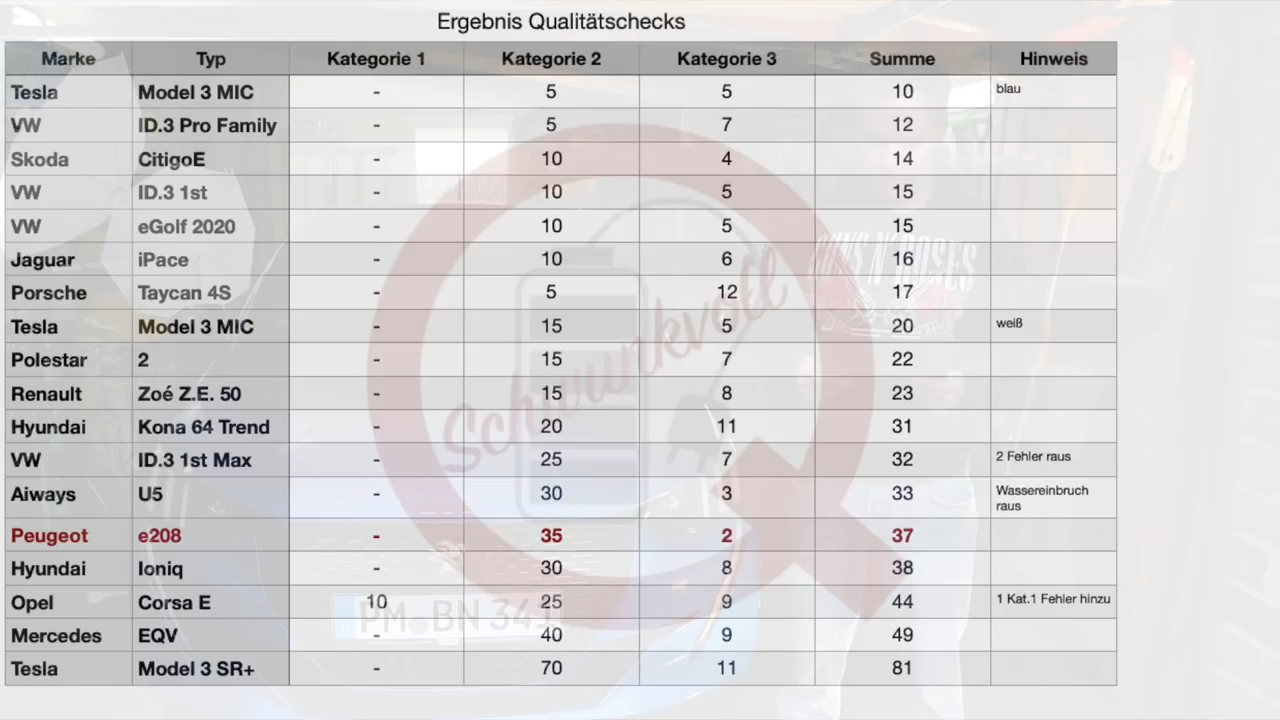 Ergebnis Qualitätschecks
Marke Typ Kategorie 1 Kategorie 2 Kategorie 3 Summe Hinweis
Tesla Model 3 MIC - 5 5 10 blau
VW ID.3 Pro Family - 5 7 12
Skoda CitigoE - 10 4 14
VW ID.3 1st - 10 5 15
VW eGolf 2020 - 10 5 15
Jaguar iPace - 10 6 16
Porsche Taycan 4S - 5 12 17
Tesla Model 3 MIC - 15 5 20 weiß
Polestar 2 - 15 7 22
Renault Zoé Z.E. 50 - 15 8 23
Hyundai Kona 64 Trend - 20 11 31
VW ID.3 1st Max - 25 7 32 2 Fehler raus
Aiways U5 - 30 3 33 Wassereinbruch
raus
Peugeot e208 - 35 2 37
Hyundai Ioniq - 30 8 38
Opel Corsa E 10 25 9 44 1 Kat.1 Fehler hinzu
Mercedes EQV - 40 9 49
Tesla Model 3 SR+ - 70 11 81
Schwunkvoll
GUNS N' ROSES
PM BN 341